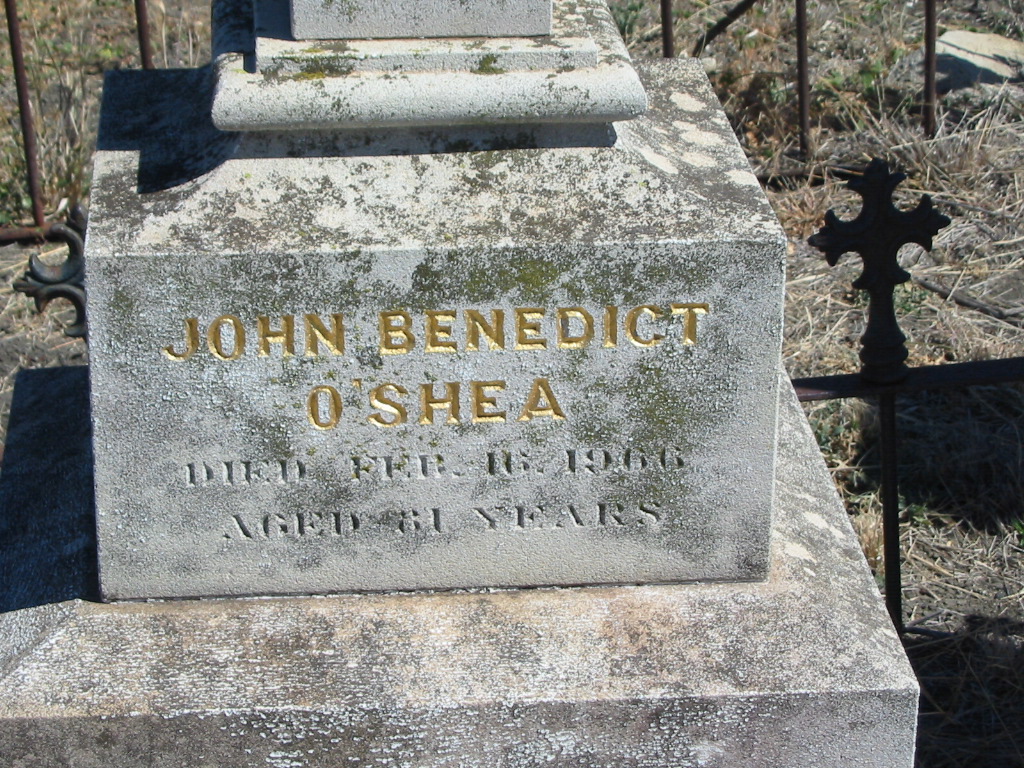 JOHN BENEDICT
O'SHEA
DIED FEB. 16. 1966
AGED 81 YEARS